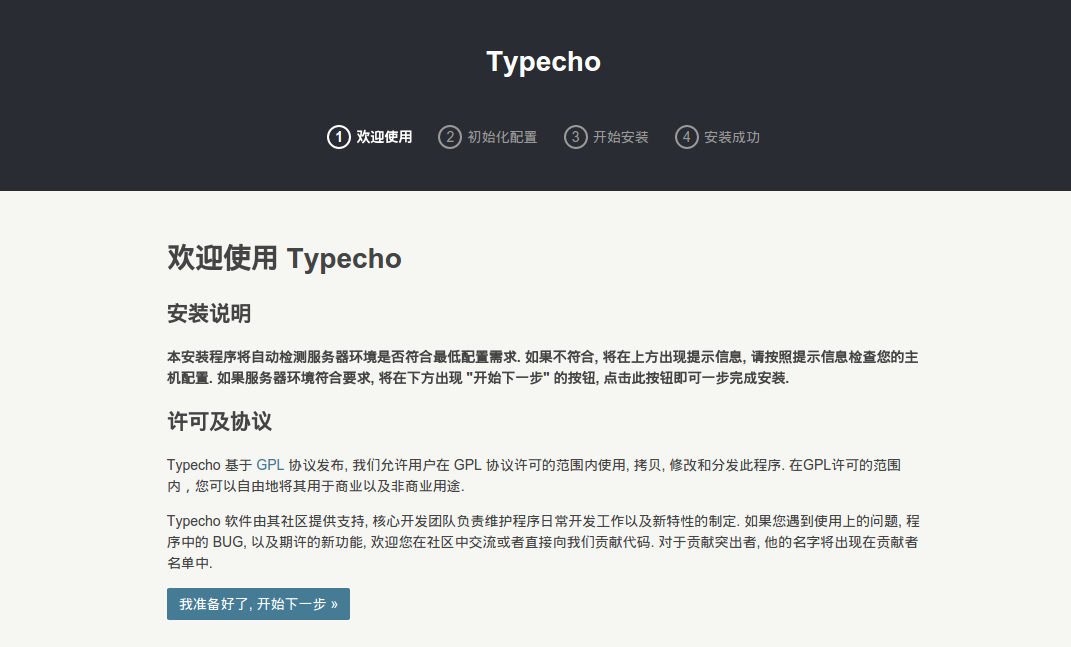 Typecho
1 欢迎使用 2 初始化配置 3 开始安装 4 安装成功
欢迎使用 Typecho
安装说明
本安装程序将自动检测服务器环境是否符合最低配置需求. 如果不符合, 将在上方出现提示信息, 请按照提示信息检查您的主
机配置. 如果服务器环境符合要求, 将在下方出现 "开始下一步" 的按钮, 点击此按钮即可一步完成安装.
许可及协议
Typecho 基于 GPL 协议发布, 我们允许用户在 GPL 协议许可的范围内使用, 拷贝, 修改和分发此程序. 在GPL许可的范围
内，您可以自由地将其用于商业以及非商业用途.
Typecho 软件由其社区提供支持, 核心开发团队负责维护程序日常开发工作以及新特性的制定. 如果您遇到使用上的问题, 程
序中的 BUG, 以及期许的新功能, 欢迎您在社区中交流或者直接向我们贡献代码. 对于贡献突出者, 他的名字将出现在贡献者
名单中.
我准备好了, 开始下一步 »